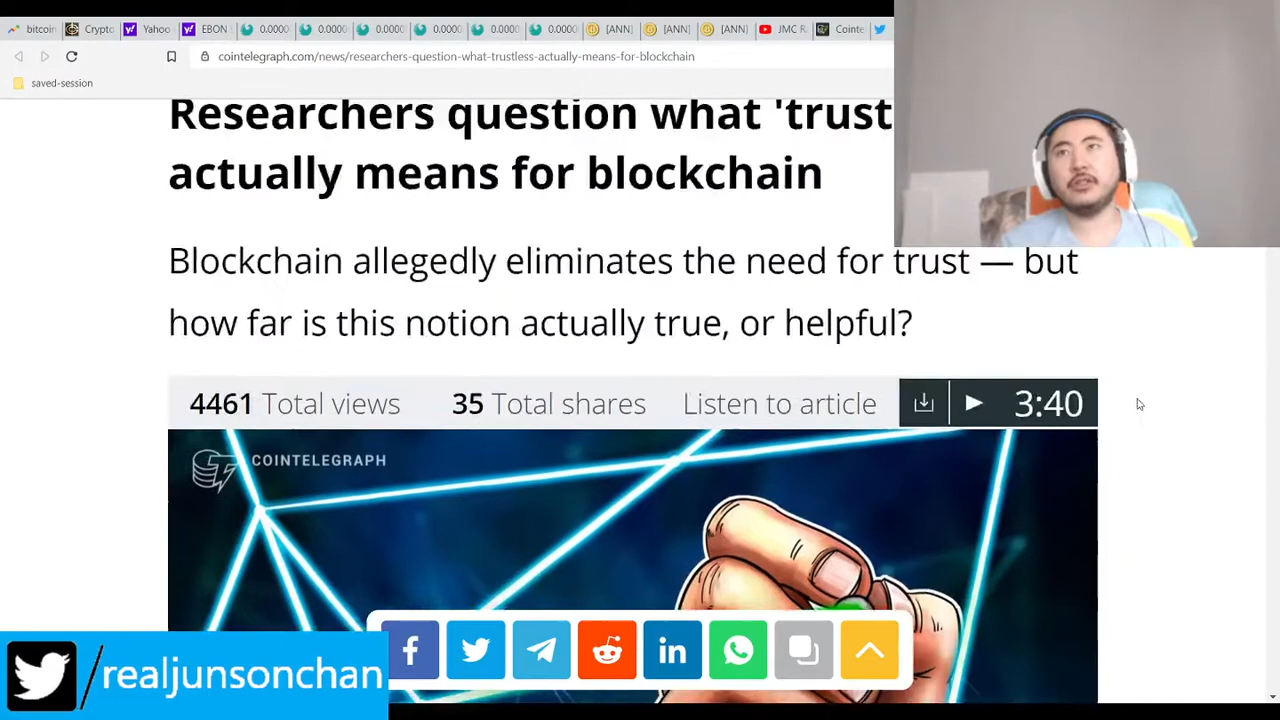 bitcoin
Crypto
Yahoo
EBON
0.0000
0.0000
0.0000
0.0000
0.0000
0.0000
[ANN]
[ANN]
[ANN]
JMC R
Cointe
cointelegraph.com/news/researchers-question-what-trustless-actually-means-for-blockchain
saved-session
Researchers question what 'trust
actually means for blockchain
Blockchain allegedly eliminates the need for trust — but
how far is this notion actually true, or helpful?
4461 Total views 35 Total shares Listen to article 3:40
COINTELEGRAPH
/realjunsonchan